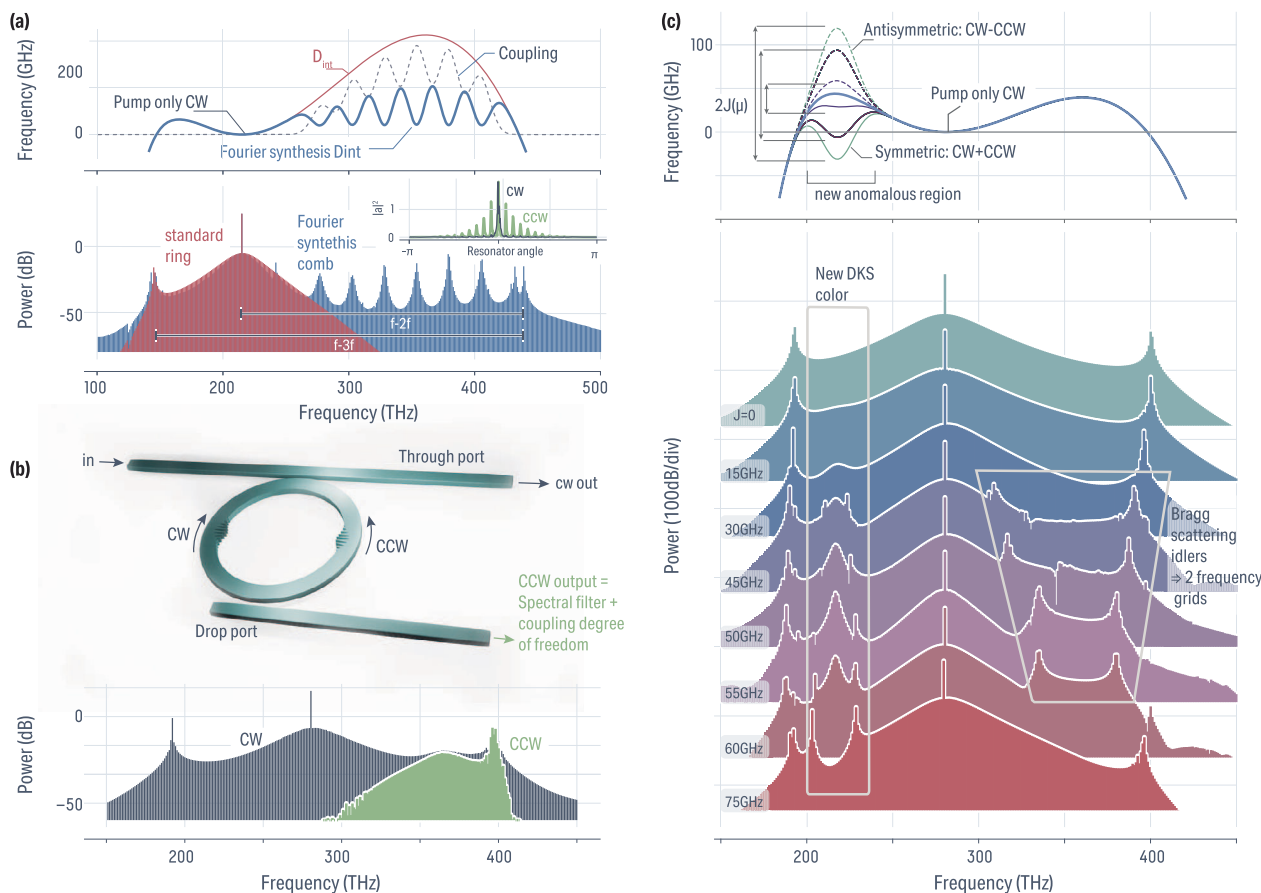 (a)
Frequency (GHz)
200
0
D_int
Coupling
Pump only CW
Fourier synthesis Dint
Power (dB)
0
-50
standard
ring
Fourier
syntethis
comb
|a|²
1
0
CW
CCW
-π
Resonator angle
π
f-2f
f-3f
100
200
300
400
500
Frequency (THz)
(b)
in
Through port
cw out
CW
CCW
Drop port
CCW output =
Spectral filter +
coupling degree
of freedom
Power (dB)
0
−50
CW
CCW
200
300
400
Frequency (THz)
(c)
Frequency (GHz)
100
0
2J(μ)
Antisymmetric: CW-CCW
Pump only CW
Symmetric: CW+CCW
new anomalous region
Power (100dB/div)
New DKS
color
J=0
15GHz
30GHz
45GHz
50GHz
55GHz
60GHz
75GHz
Bragg
scattering
idlers
⇒ 2 frequency
grids
200
300
400
Frequency (THz)